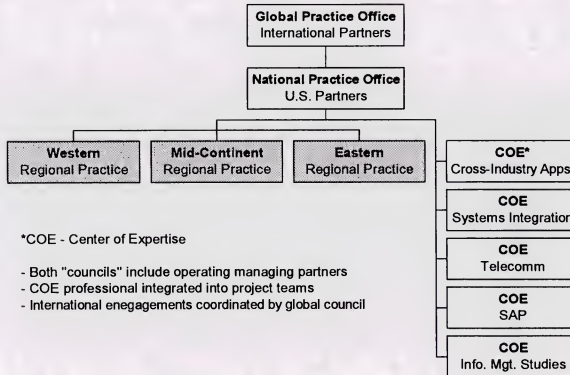 Global Practice Office
International Partners
National Practice Office
U.S. Partners
Western
Regional Practice
Mid-Continent
Regional Practice
Eastern
Regional Practice
COE*
Cross-Industry Apps
COE
Systems Integration
COE
Telecomm
COE
SAP
COE
Info. Mgt. Studies
*COE - Center of Expertise
- Both "councils" include operating managing partners
- COE professional integrated into project teams
- International enegagements coordinated by global council